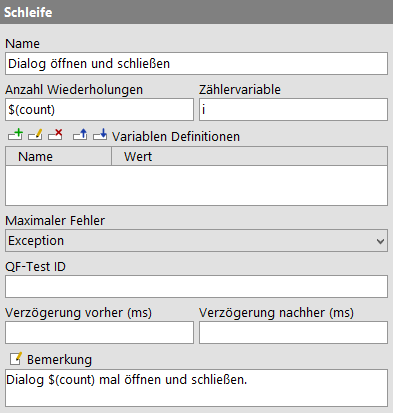 Schleife
Name
Dialog öffnen und schließen
Anzahl Wiederholungen Zählervariable
$(count) i
Variablen Definitionen
Name Wert
Maximaler Fehler
Exception
QF-Test ID
Verzögerung vorher (ms) Verzögerung nachher (ms)
Bemerkung
Dialog $(count) mal öffnen und schließen.